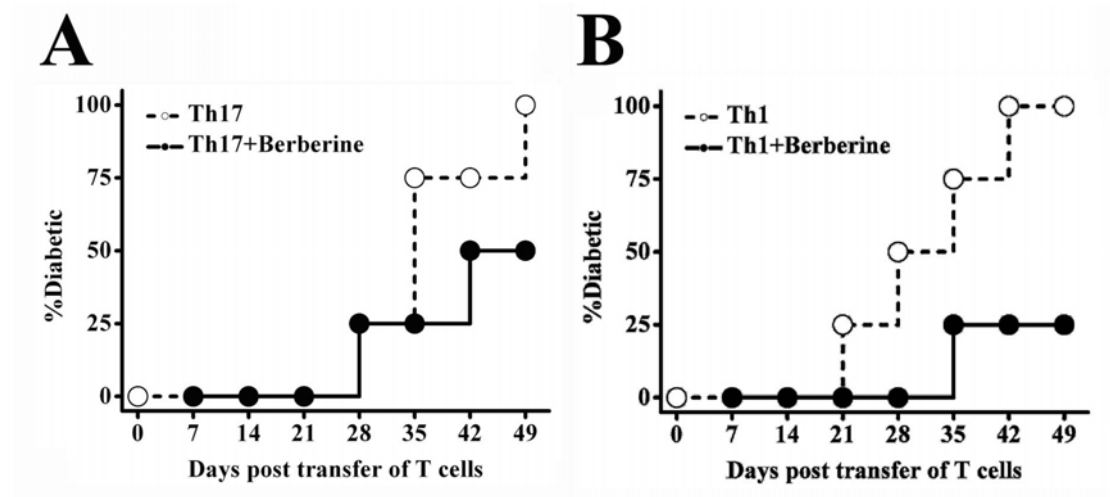 A
100
75
50
25
0
%Diabetic
Th17
Th17+Berberine
0 7 14 21 28 35 42 49
Days post transfer of T cells
B
100
75
50
25
0
%Diabetic
Th1
Th1+Berberine
0 7 14 21 28 35 42 49
Days post transfer of T cells